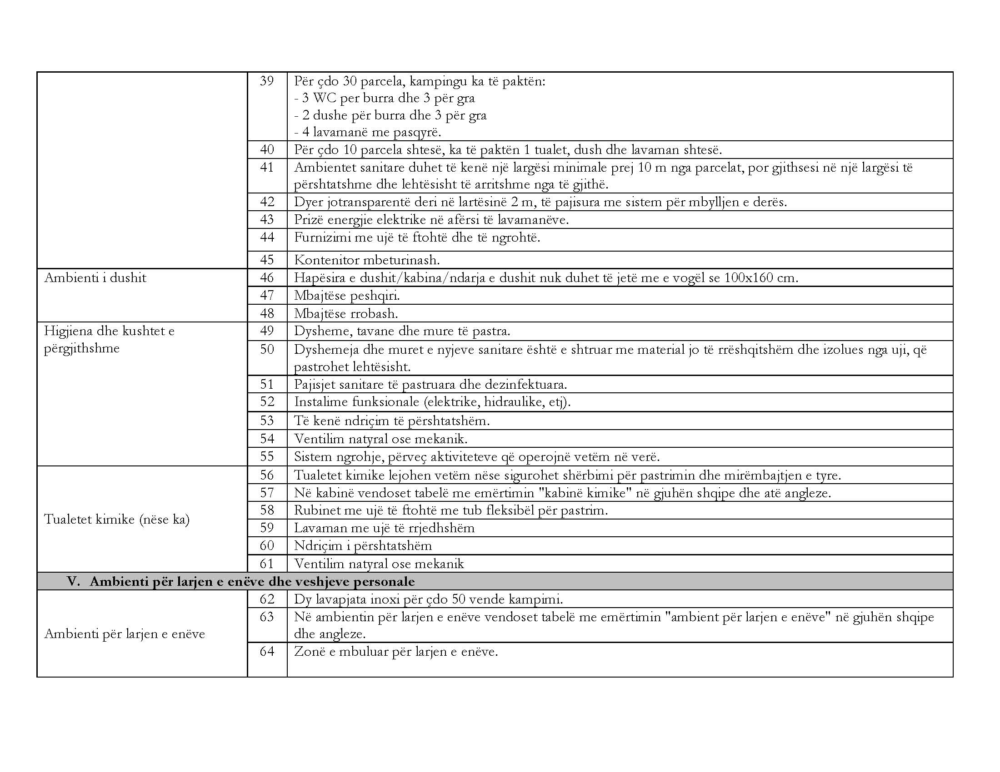 39 Për çdo 30 parcela, kampingu ka të paktën:
- 3 WC per burra dhe 3 për gra
- 2 dushe për burra dhe 3 për gra
- 4 lavamanë me pasqyrë.
40 Për çdo 10 parcela shtesë, ka të paktën 1 tualet, dush dhe lavaman shtesë.
41 Ambientet sanitare duhet të kenë një largësi minimale prej 10 m nga parcelat, por gjithsesi në një largësi të
përshtatshme dhe lehtësisht të arritshme nga të gjithë.
42 Dyer jotransparentë deri në lartësinë 2 m, të pajisura me sistem për mbylljen e derës.
43 Prizë energjie elektrike në afërsi të lavamanëve.
44 Furnizimi me ujë të ftohtë dhe të ngrohtë.
45 Kontenitor mbeturinash.
Ambienti i dushit 46 Hapësira e dushit/kabina/ndarja e dushit nuk duhet të jetë me e vogël se 100x160 cm.
47 Mbajtëse peshqiri.
48 Mbajtëse rrobash.
Higjiena dhe kushtet e 49 Dysheme, tavane dhe mure të pastra.
përgjithshme 50 Dyshemeja dhe muret e nyjeve sanitare është e shtruar me material jo të rrëshqitshëm dhe izolues nga uji, që
pastrohet lehtësisht.
51 Pajisjet sanitare të pastruara dhe dezinfektuara.
52 Instalime funksionale (elektrike, hidraulike, etj).
53 Të kenë ndriçim të përshtatshëm.
54 Ventilim natyral ose mekanik.
55 Sistem ngrohje, përveç aktiviteteve që operojnë vetëm në verë.
56 Tualetet kimike lejohen vetëm nëse sigurohet shërbimi për pastrimin dhe mirëmbajtjen e tyre.
57 Në kabinë vendoset tabelë me emërtimin "kabinë kimike" në gjuhën shqipe dhe atë angleze.
58 Rubinet me ujë të ftohtë me tub fleksibël për pastrim.
Tualetet kimike (nëse ka)
59 Lavaman me ujë të rrjedhshëm
60 Ndriçim i përshtatshëm
61 Ventilim natyral ose mekanik
V. Ambienti për larjen e enëve dhe veshjeve personale
62 Dy lavapjata inoxi për çdo 50 vende kampimi.
63 Në ambientin për larjen e enëve vendoset tabelë me emërtimin "ambient për larjen e enëve" në gjuhën shqipe
Ambienti për larjen e enëve dhe angleze.
64 Zonë e mbuluar për larjen e enëve.